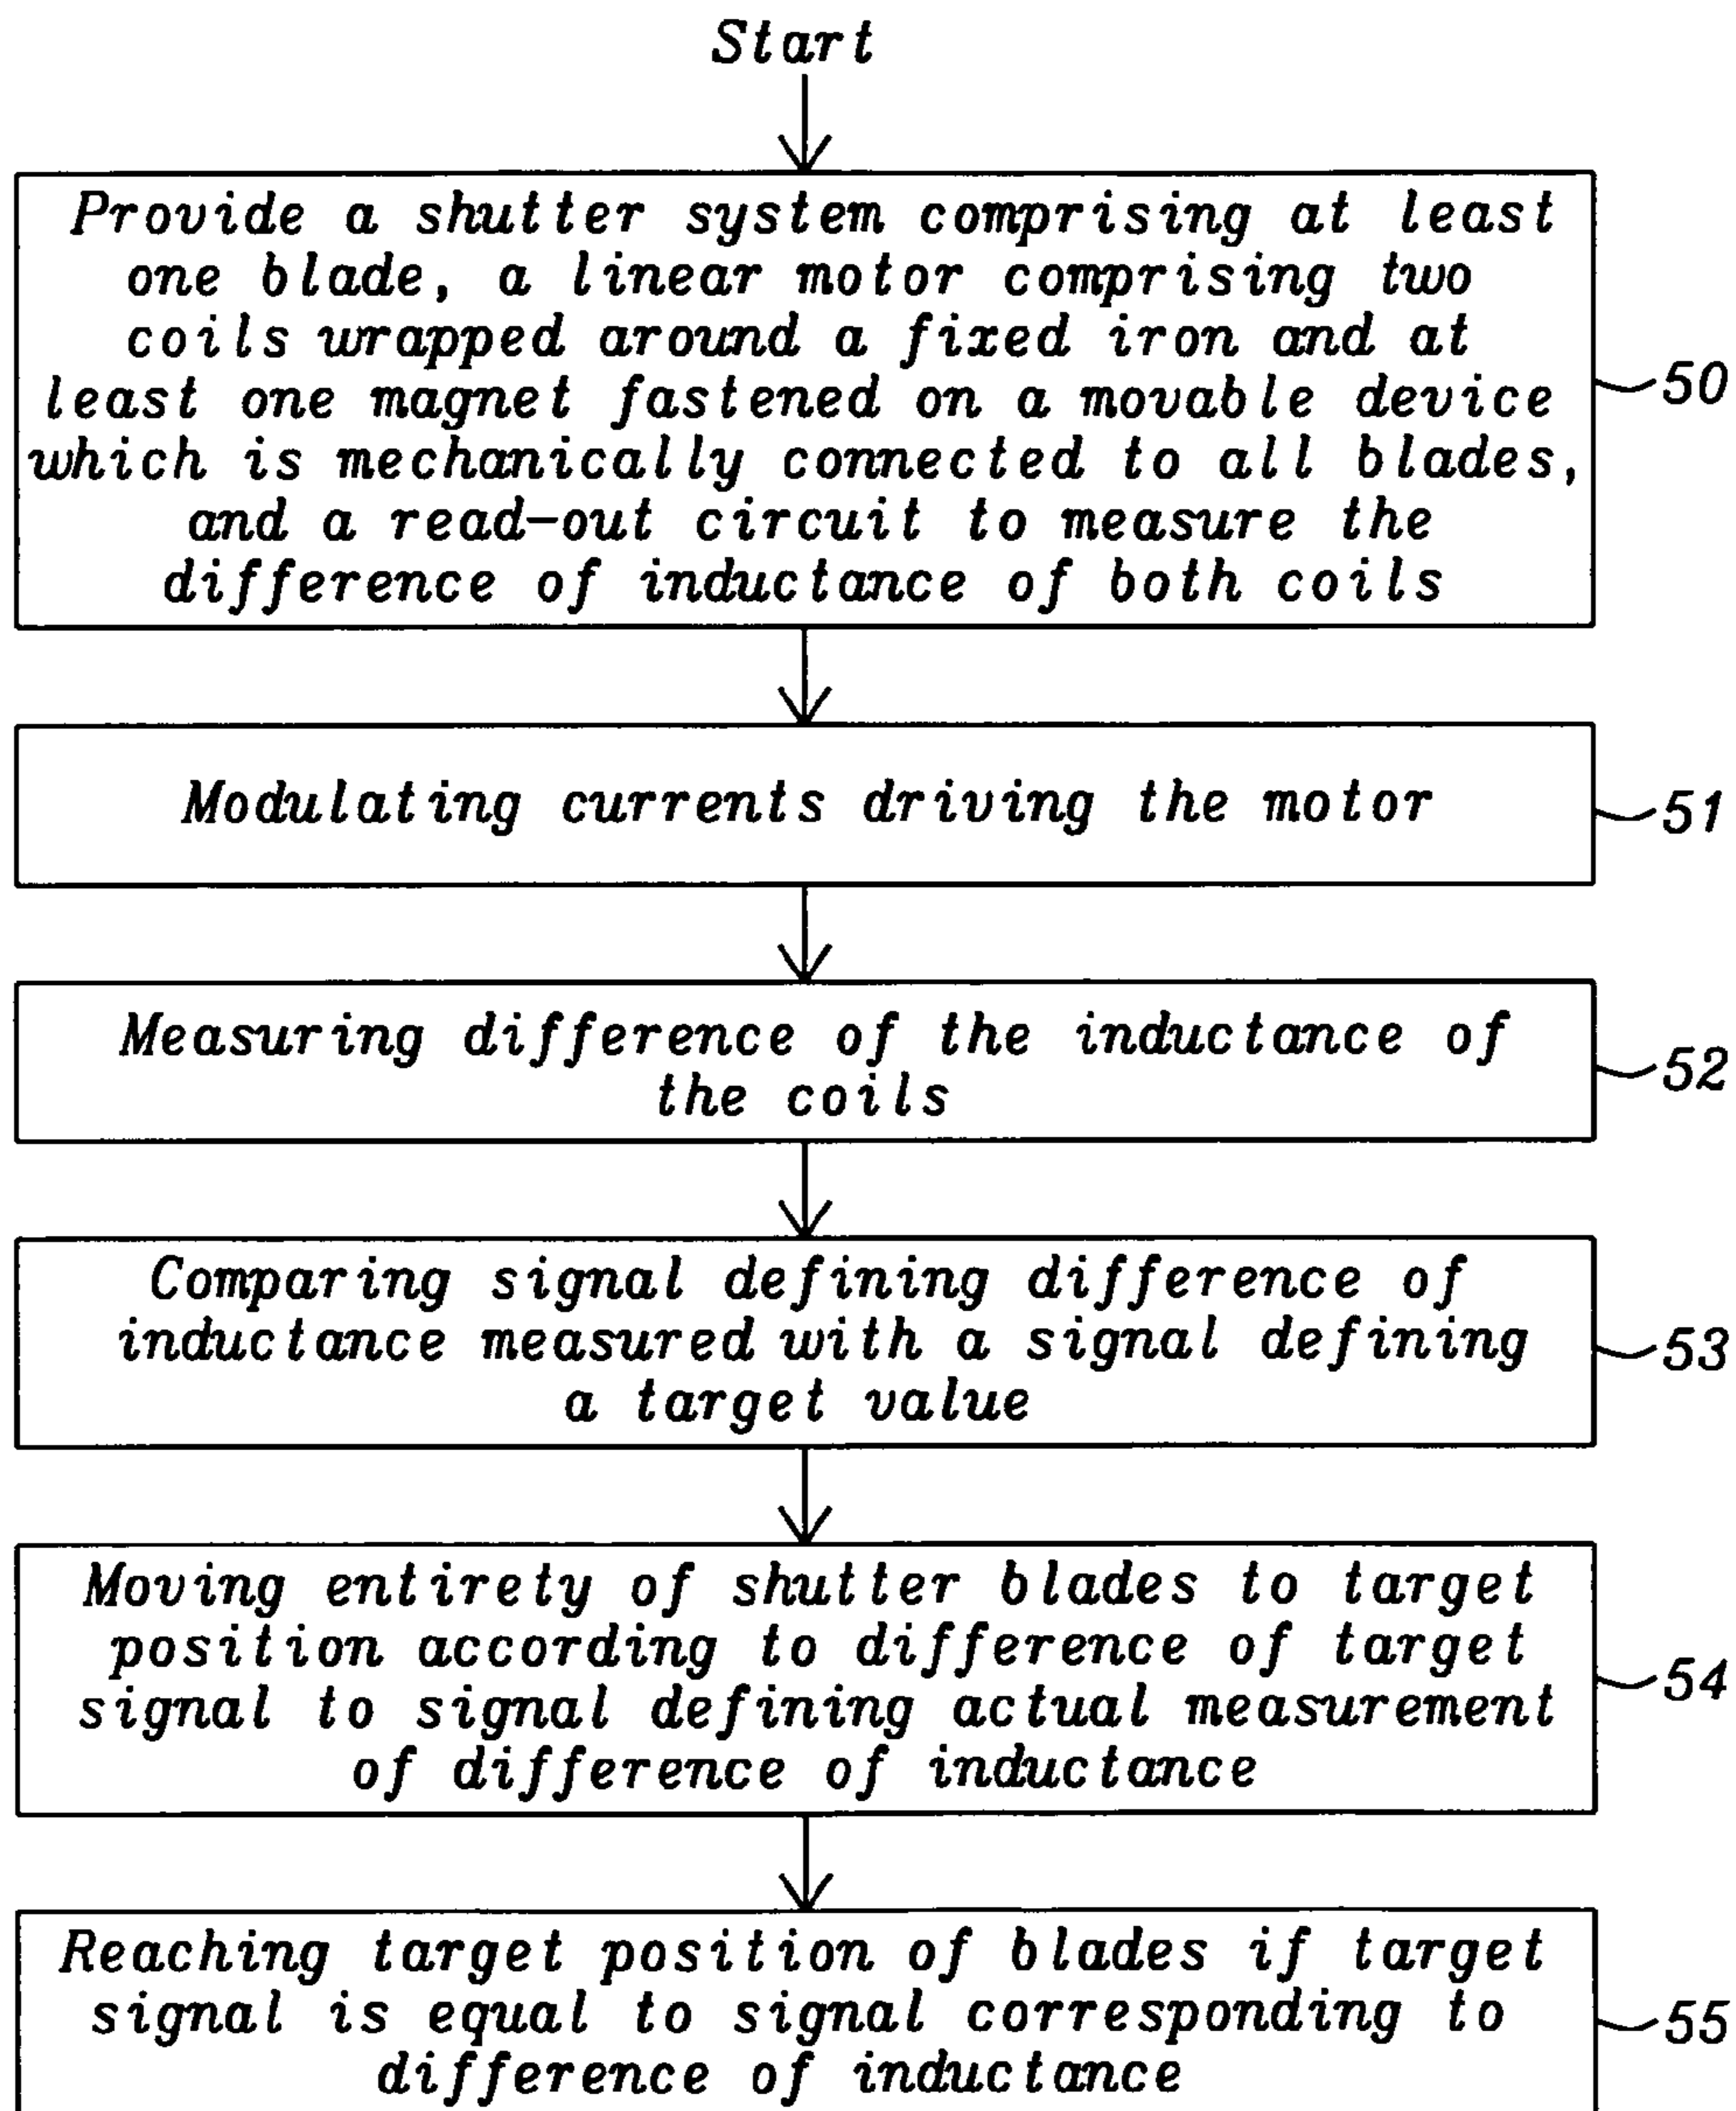 Start
Provide a shutter system comprising at least
one blade, a linear motor comprising two
coils wrapped around a fixed iron and at
least one magnet fastened on a movable device
which is mechanically connected to all blades,
and a read-out circuit to measure the
difference of inductance of both coils
50
Modulating currents driving the motor
51
Measuring difference of the inductance of
the coils
52
Comparing signal defining difference of
inductance measured with a signal defining
a target value
53
Moving entirety of shutter blades to target
position according to difference of target
signal to signal defining actual measurement
of difference of inductance
54
Reaching target position of blades if target
signal is equal to signal corresponding to
difference of inductance
55